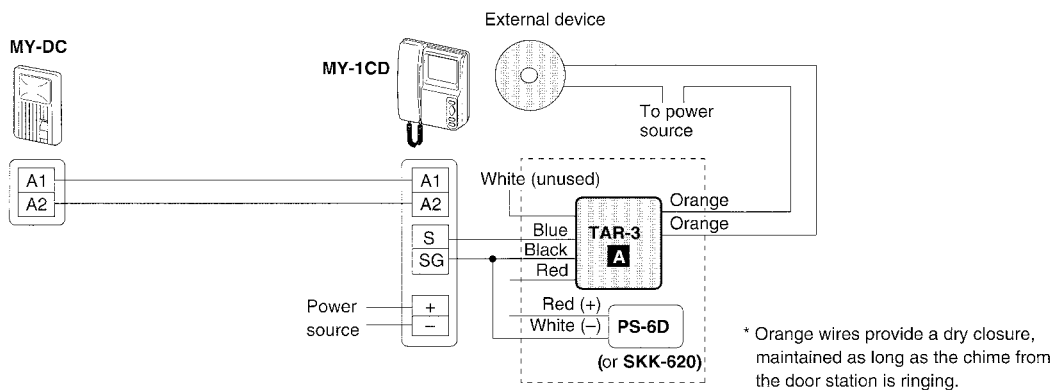 External device
MY-DC
MY-1CD
To power
source
A1
A2
A1
A2
S
SG
Power
source
+
–
White (unused)
Blue
Black
Red
TAR-3
A
Orange
Orange
Red (+)
White (–)
PS-6D
(or SKK-620)
* Orange wires provide a dry closure,
maintained as long as the chime from
the door station is ringing.